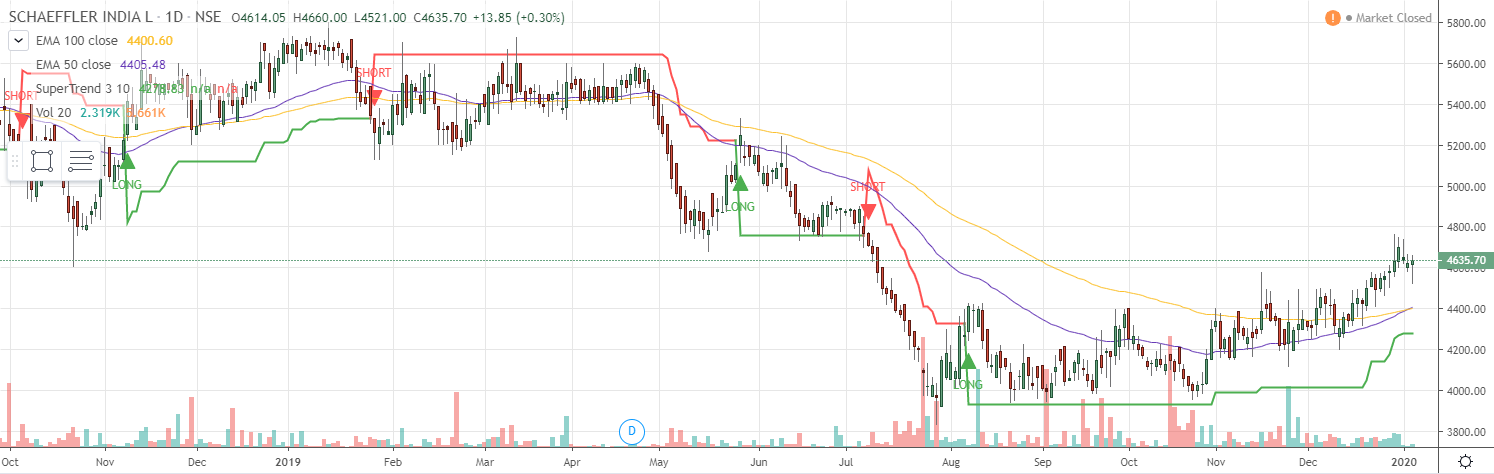 SCHAEFFLER INDIA L · 1D · NSE O4614.05 H4660.00 L4521.00 C4635.70 +13.85 (+0.30%)
Market Closed
EMA 100 close 4400.60
EMA 50 close 4405.48
SuperTrend 3 10 4278.83 n/a n/a
Vol 20 2.319K
SHORT
SHORT
LONG
LONG
SHORT
LONG
D
5800.00
5600.00
5400.00
5200.00
5000.00
4800.00
4635.70
4600.00
4400.00
4200.00
4000.00
3800.00
Oct Nov Dec 2019 Feb Mar Apr May Jun Jul Aug Sep Oct Nov Dec 2020